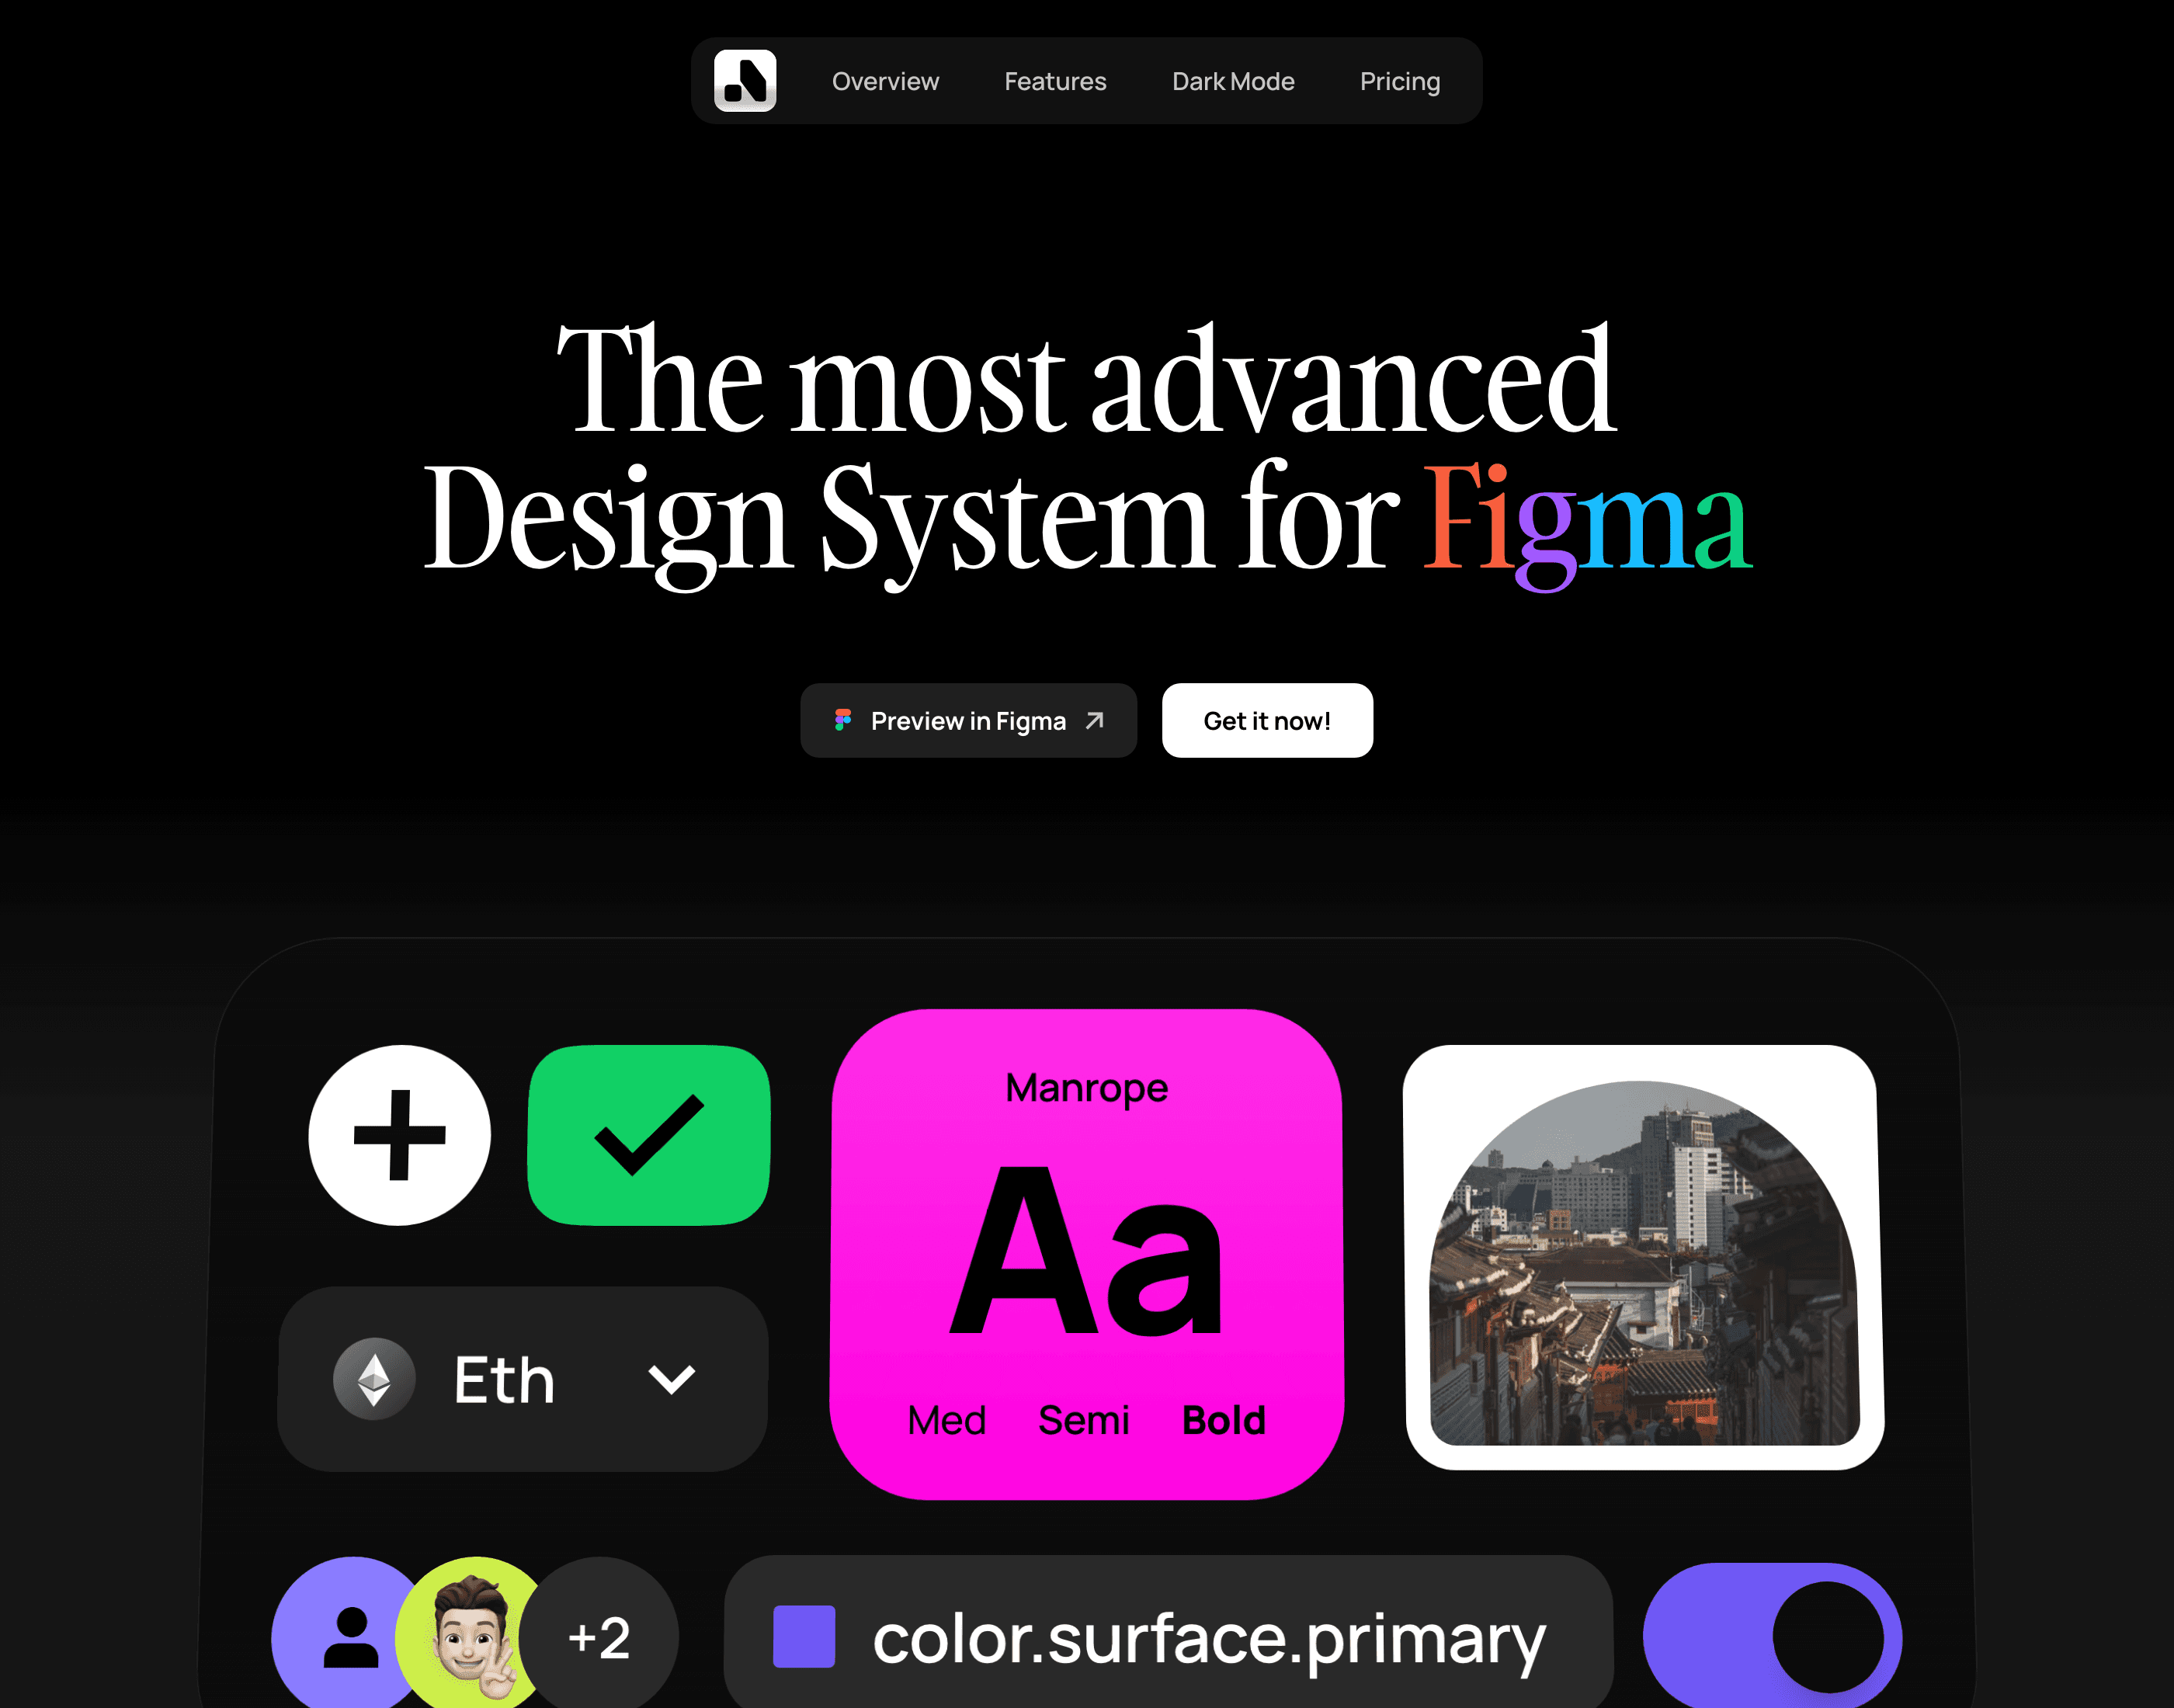 Overview Features Dark Mode Pricing
The most advanced
Design System for Figma
Preview in Figma Get it now!
Manrope
Aa
Med Semi Bold
Eth
+2 color.surface.primary